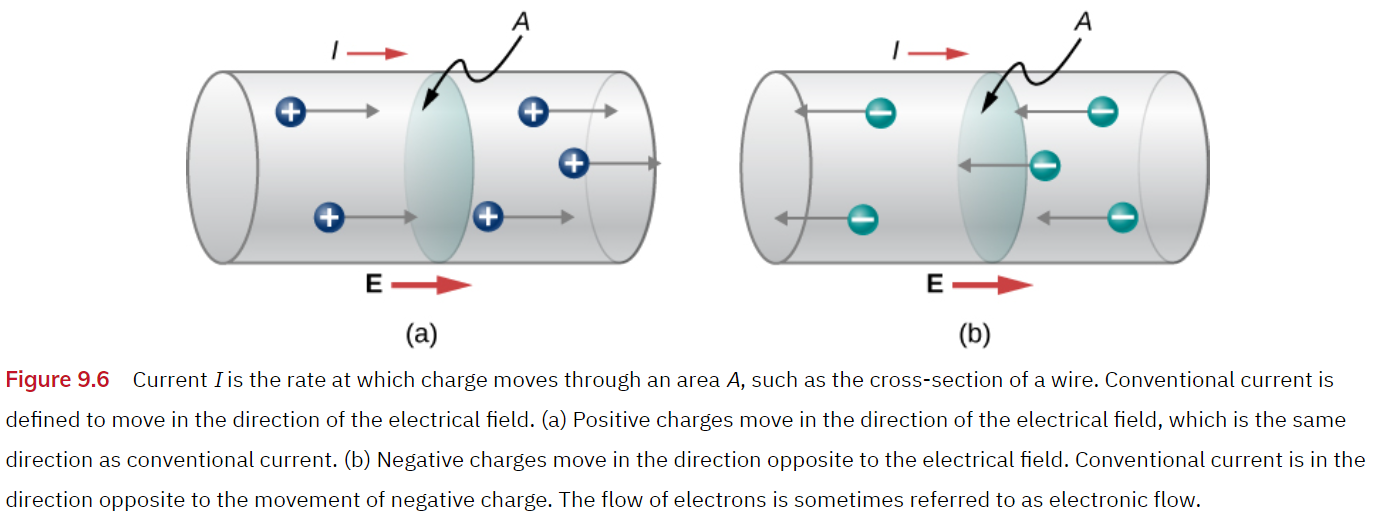 A
A
I
I
+
+
+
+
+
−
−
−
−
−
E
E
(a)
(b)
Figure 9.6 Current I is the rate at which charge moves through an area A, such as the cross-section of a wire. Conventional current is
defined to move in the direction of the electrical field. (a) Positive charges move in the direction of the electrical field, which is the same
direction as conventional current. (b) Negative charges move in the direction opposite to the electrical field. Conventional current is in the
direction opposite to the movement of negative charge. The flow of electrons is sometimes referred to as electronic flow.